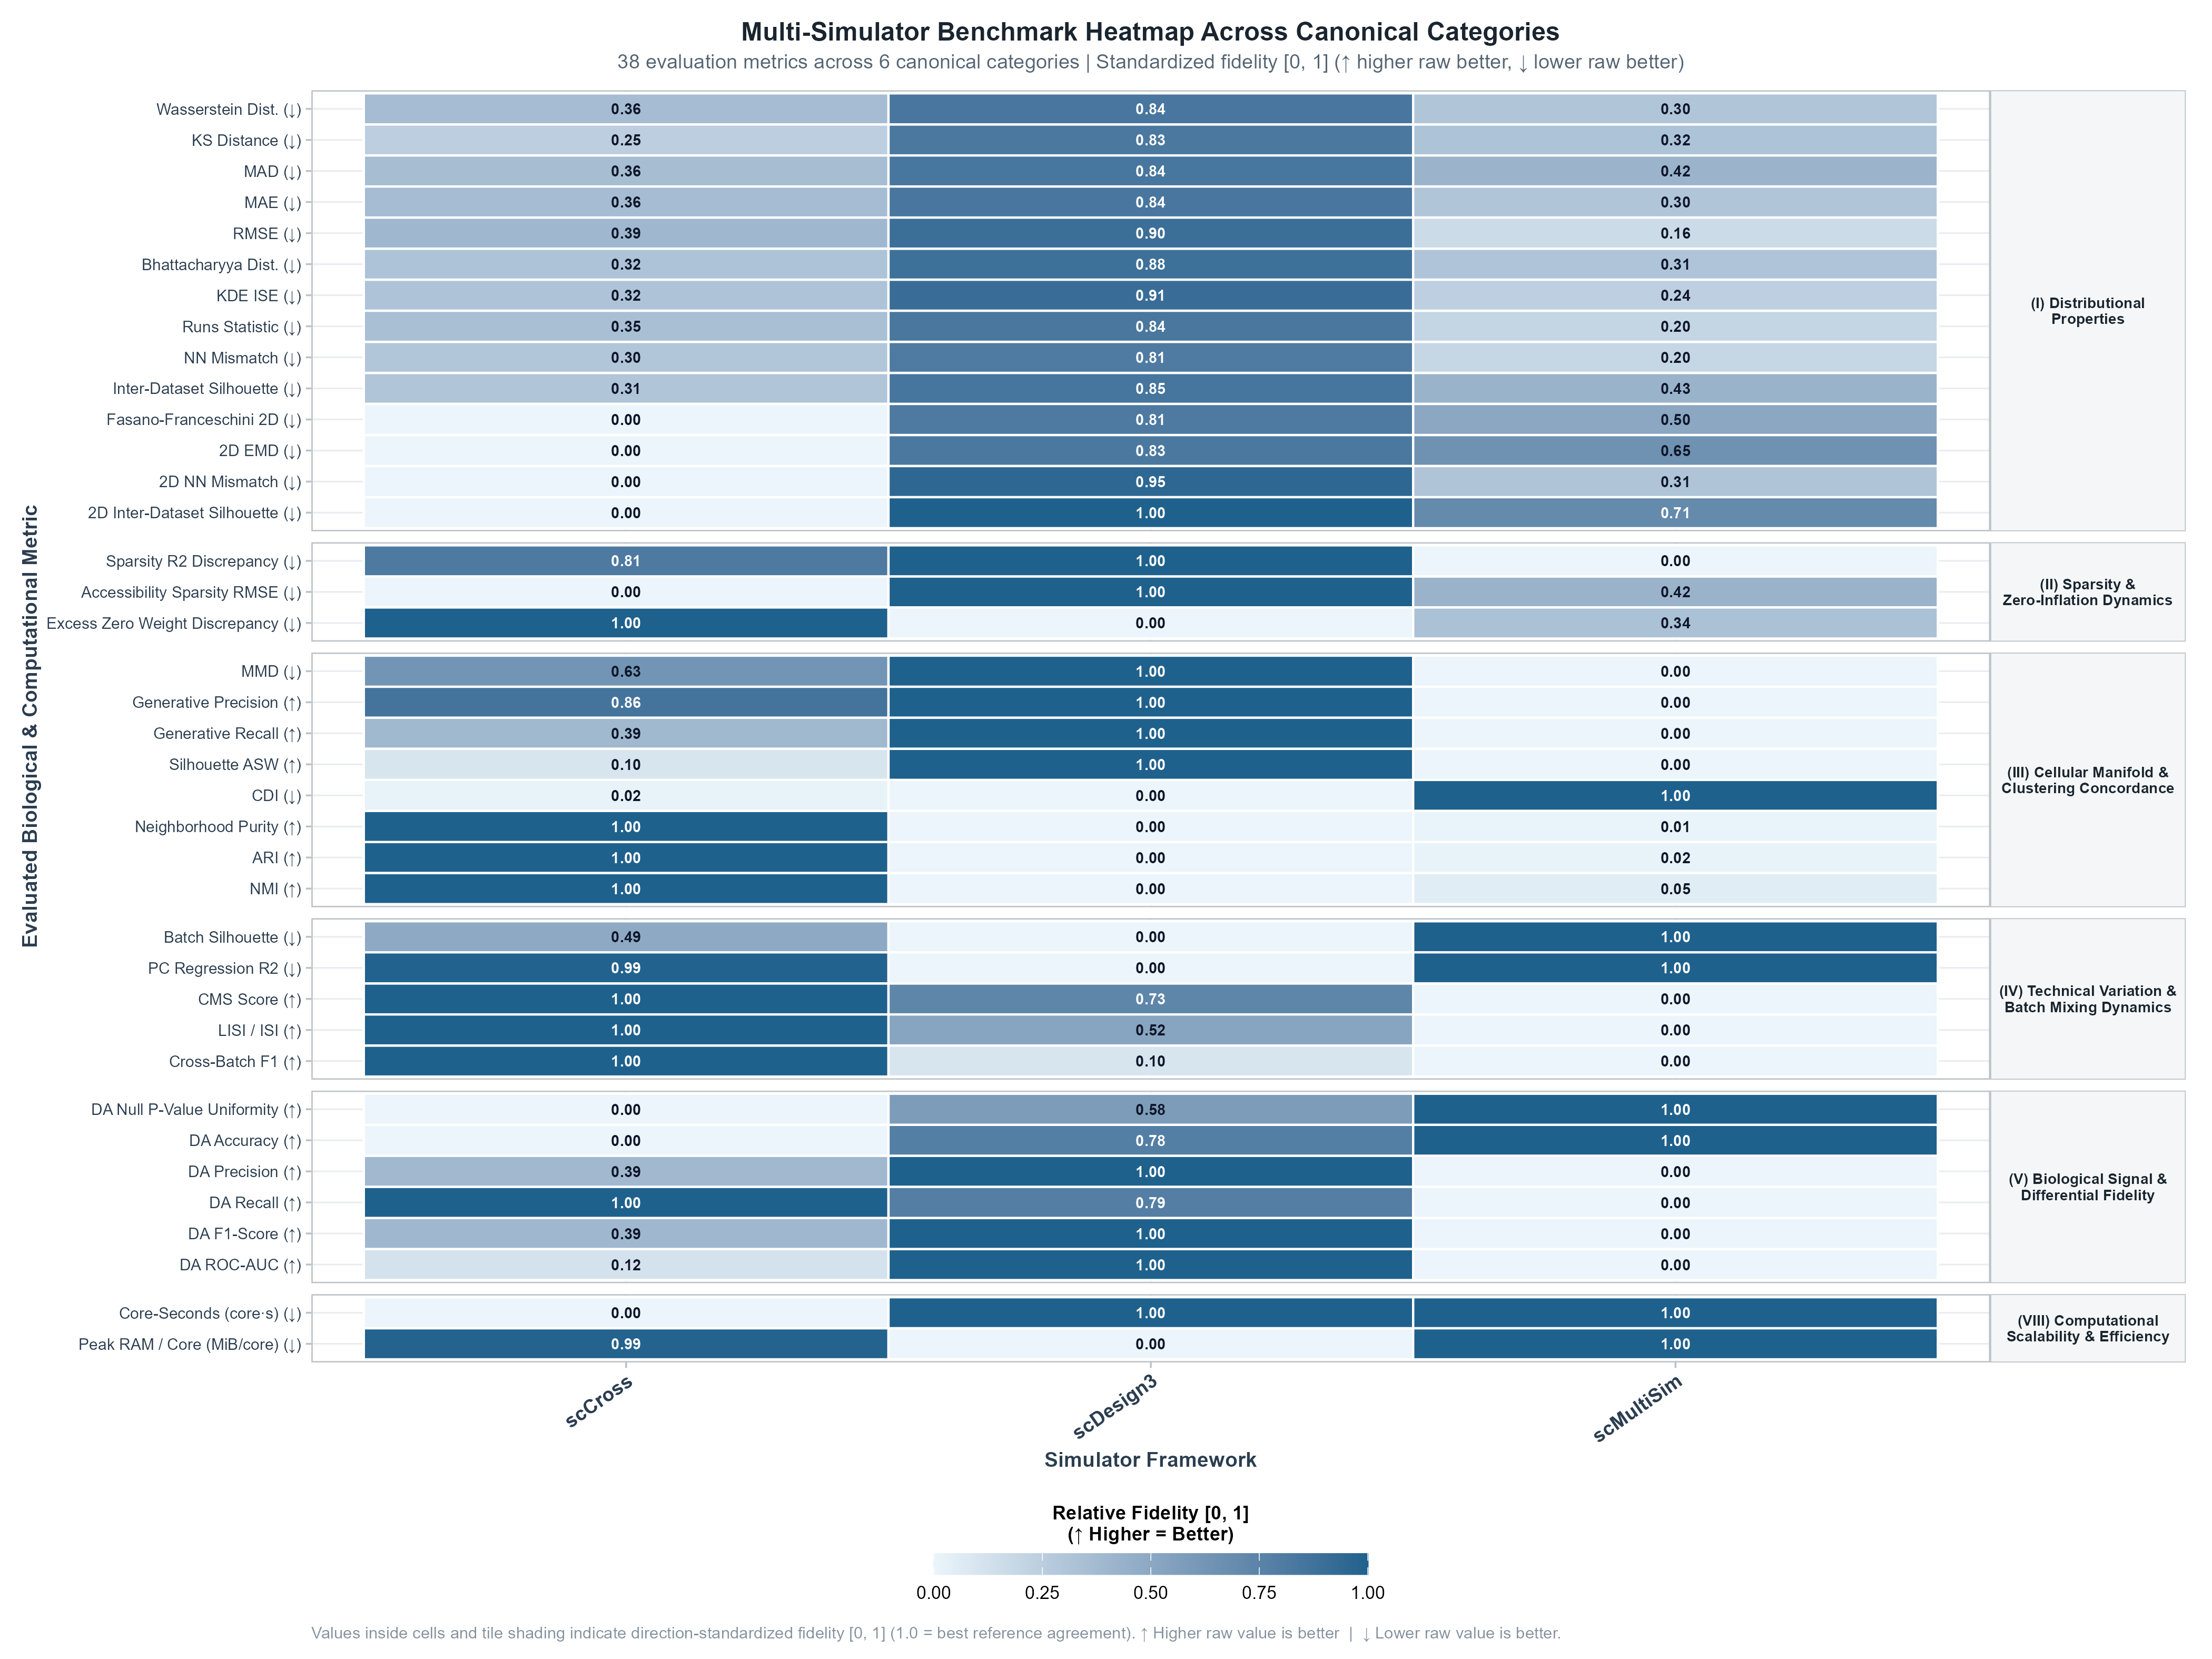 Multi-Simulator Benchmark Heatmap Across Canonical Categories
38 evaluation metrics across 6 canonical categories | Standardized fidelity [0, 1] (↑ higher raw better, ↓ lower raw better)
Evaluated Biological & Computational Metric
Wasserstein Dist. (↓) 0.36 0.84 0.30
KS Distance (↓) 0.25 0.83 0.32
MAD (↓) 0.36 0.84 0.42
MAE (↓) 0.36 0.84 0.30
RMSE (↓) 0.39 0.90 0.16
Bhattacharyya Dist. (↓) 0.32 0.88 0.31
KDE ISE (↓) 0.32 0.91 0.24
Runs Statistic (↓) 0.35 0.84 0.20
NN Mismatch (↓) 0.30 0.81 0.20
Inter-Dataset Silhouette (↓) 0.31 0.85 0.43
Fasano-Franceschini 2D (↓) 0.00 0.81 0.50
2D EMD (↓) 0.00 0.83 0.65
2D NN Mismatch (↓) 0.00 0.95 0.31
2D Inter-Dataset Silhouette (↓) 0.00 1.00 0.71
(I) Distributional
Properties
Sparsity R2 Discrepancy (↓) 0.81 1.00 0.00
Accessibility Sparsity RMSE (↓) 0.00 1.00 0.42
Excess Zero Weight Discrepancy (↓) 1.00 0.00 0.34
(II) Sparsity &
Zero-Inflation Dynamics
MMD (↓) 0.63 1.00 0.00
Generative Precision (↑) 0.86 1.00 0.00
Generative Recall (↑) 0.39 1.00 0.00
Silhouette ASW (↑) 0.10 1.00 0.00
CDI (↓) 0.02 0.00 1.00
Neighborhood Purity (↑) 1.00 0.00 0.01
ARI (↑) 1.00 0.00 0.02
NMI (↑) 1.00 0.00 0.05
(III) Cellular Manifold &
Clustering Concordance
Batch Silhouette (↓) 0.49 0.00 1.00
PC Regression R2 (↓) 0.99 0.00 1.00
CMS Score (↑) 1.00 0.73 0.00
LISI / ISI (↑) 1.00 0.52 0.00
Cross-Batch F1 (↑) 1.00 0.10 0.00
(IV) Technical Variation &
Batch Mixing Dynamics
DA Null P-Value Uniformity (↑) 0.00 0.58 1.00
DA Accuracy (↑) 0.00 0.78 1.00
DA Precision (↑) 0.39 1.00 0.00
DA Recall (↑) 1.00 0.79 0.00
DA F1-Score (↑) 0.39 1.00 0.00
DA ROC-AUC (↑) 0.12 1.00 0.00
(V) Biological Signal &
Differential Fidelity
Core-Seconds (core·s) (↓) 0.00 1.00 1.00
Peak RAM / Core (MiB/core) (↓) 0.99 0.00 1.00
(VIII) Computational
Scalability & Efficiency
scCross scDesign3 scMultiSim
Simulator Framework
Relative Fidelity [0, 1]
(↑ Higher = Better)
0.00 0.25 0.50 0.75 1.00
Values inside cells and tile shading indicate direction-standardized fidelity [0, 1] (1.0 = best reference agreement). ↑ Higher raw value is better | ↓ Lower raw value is better.